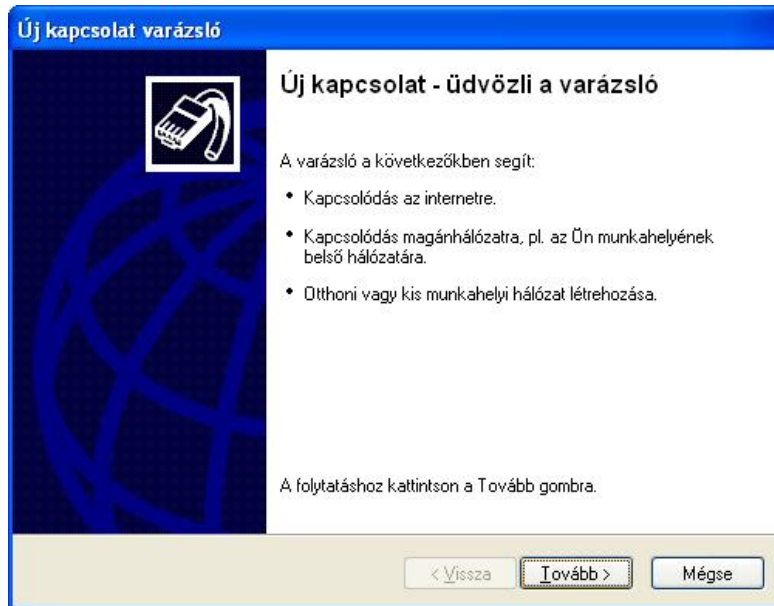 Új kapcsolat varázsló
Új kapcsolat - üdvözli a varázsló
A varázsló a következőkben segít:
• Kapcsolódás az internetre.
• Kapcsolódás magánhálózatra, pl. az Ön munkahelyének
belső hálózatára.
• Otthoni vagy kis munkahelyi hálózat létrehozása.
A folytatáshoz kattintson a Tovább gombra.
< Vissza Tovább > Mégse